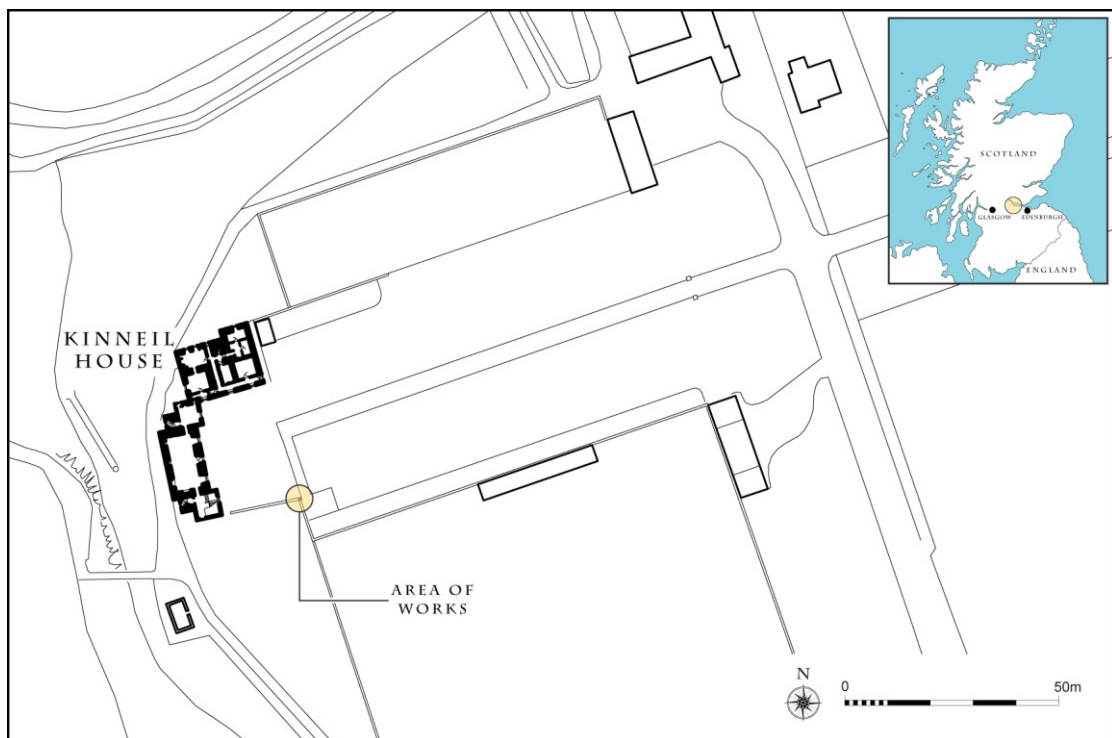 SCOTLAND
GLASGOW
EDINBURGH
ENGLAND
KINNEIL
HOUSE
AREA OF
WORKS
N
0
50m